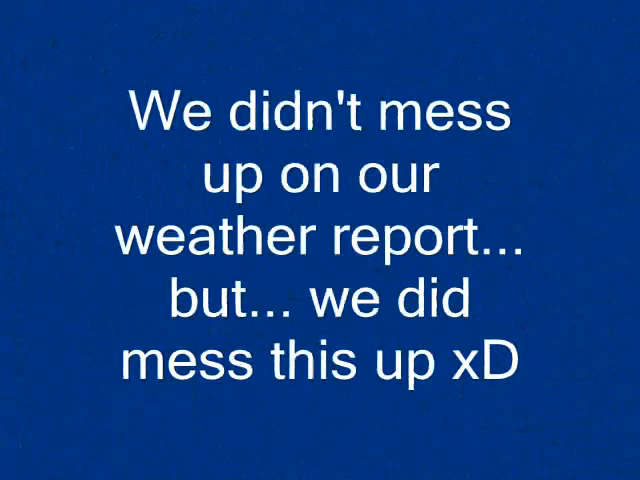 We didn't mess
up on our
weather report...
but... we did
mess this up xD